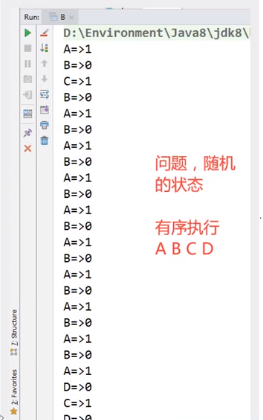 Run: B
D:\Environment\Java8\jdk8\
A=>1
B=>0
C=>1
B=>0
A=>1
B=>0
A=>1
B=>0
A=>1
B=>0
A=>1
B=>0
A=>1
B=>0
A=>1
B=>0
A=>1
B=>0
A=>1
B=>0
A=>1
D=>0
C=>1
D=>0
问题，随机
的状态
有序执行
A B C D
7: Structure
2: Favorites